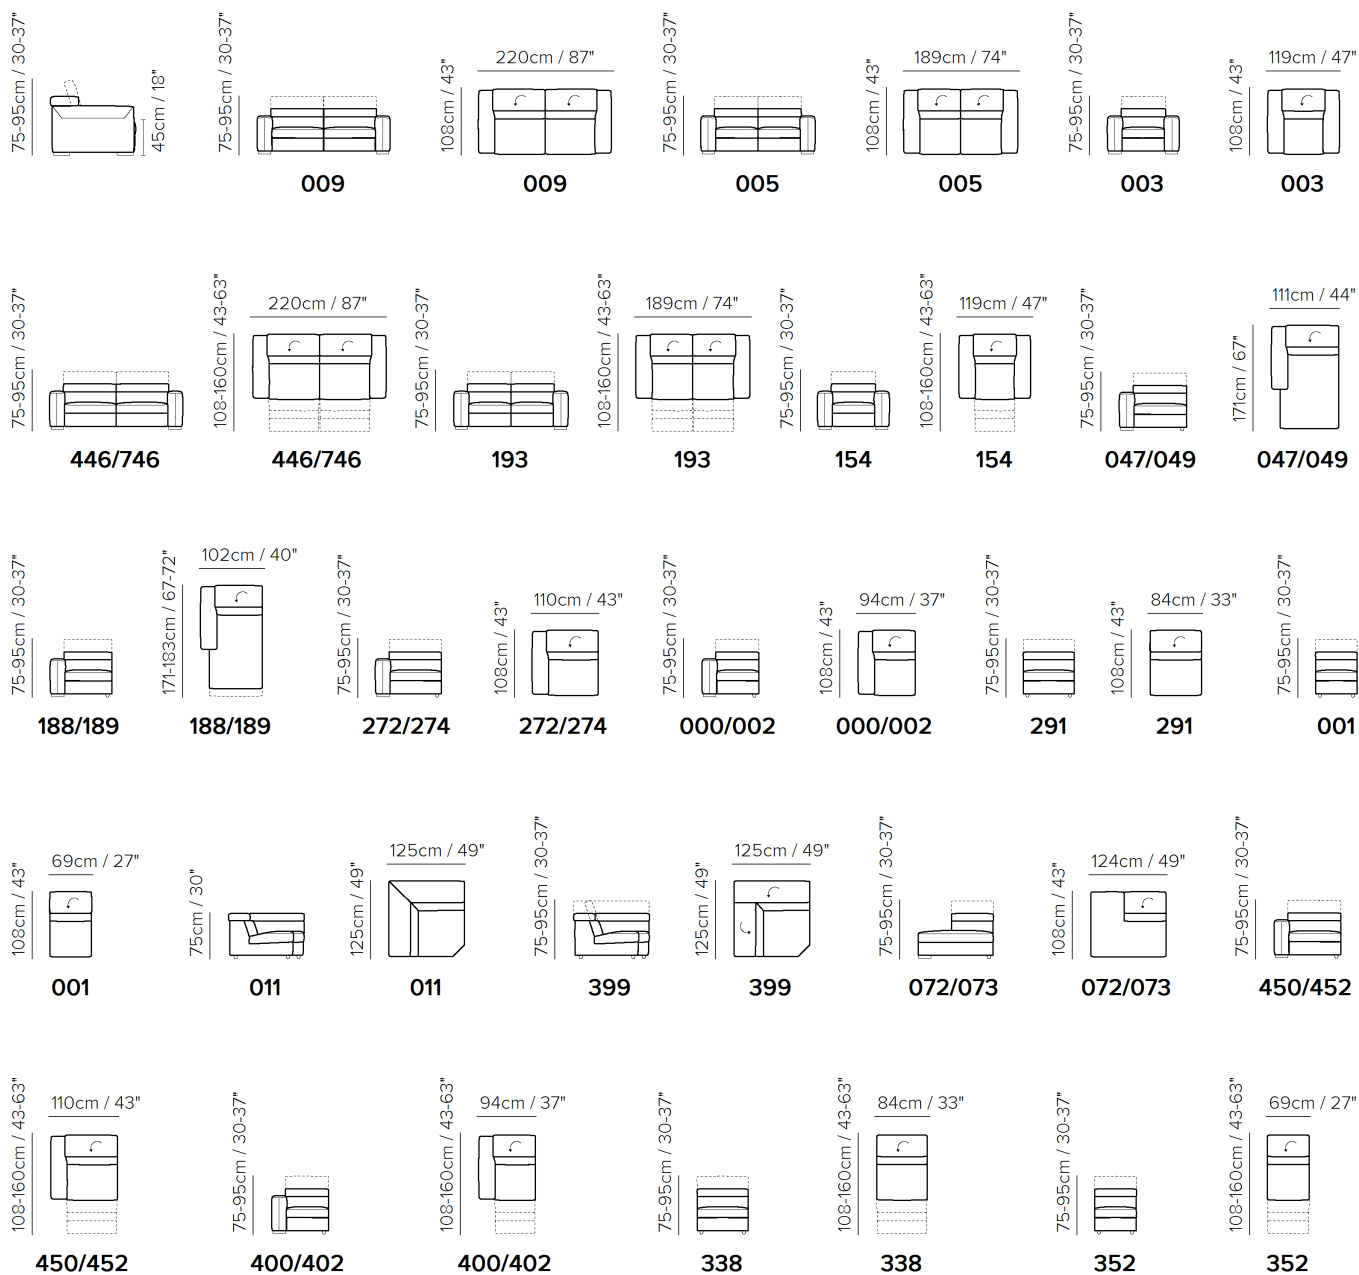 75-95cm / 30-37"
45cm / 18"
75-95cm / 30-37"
009
108cm / 43"
220cm / 87"
009
75-95cm / 30-37"
005
108cm / 43"
189cm / 74"
005
75-95cm / 30-37"
003
108cm / 43"
119cm / 47"
003
75-95cm / 30-37"
446/746
108-160cm / 43-63"
220cm / 87"
446/746
75-95cm / 30-37"
193
108-160cm / 43-63"
189cm / 74"
193
75-95cm / 30-37"
154
108-160cm / 43-63"
119cm / 47"
154
75-95cm / 30-37"
047/049
171cm / 67"
111cm / 44"
047/049
75-95cm / 30-37"
188/189
171-183cm / 67-72"
102cm / 40"
188/189
75-95cm / 30-37"
272/274
108cm / 43"
110cm / 43"
272/274
75-95cm / 30-37"
000/002
108cm / 43"
94cm / 37"
000/002
75-95cm / 30-37"
291
108cm / 43"
84cm / 33"
291
75-95cm / 30-37"
001
108cm / 43"
69cm / 27"
001
75cm / 30"
011
125cm / 49"
125cm / 49"
011
75-95cm / 30-37"
399
125cm / 49"
125cm / 49"
399
75-95cm / 30-37"
072/073
108cm / 43"
124cm / 49"
072/073
75-95cm / 30-37"
450/452
108-160cm / 43-63"
110cm / 43"
450/452
75-95cm / 30-37"
400/402
108-160cm / 43-63"
94cm / 37"
400/402
75-95cm / 30-37"
338
108-160cm / 43-63"
84cm / 33"
338
75-95cm / 30-37"
352
108-160cm / 43-63"
69cm / 27"
352